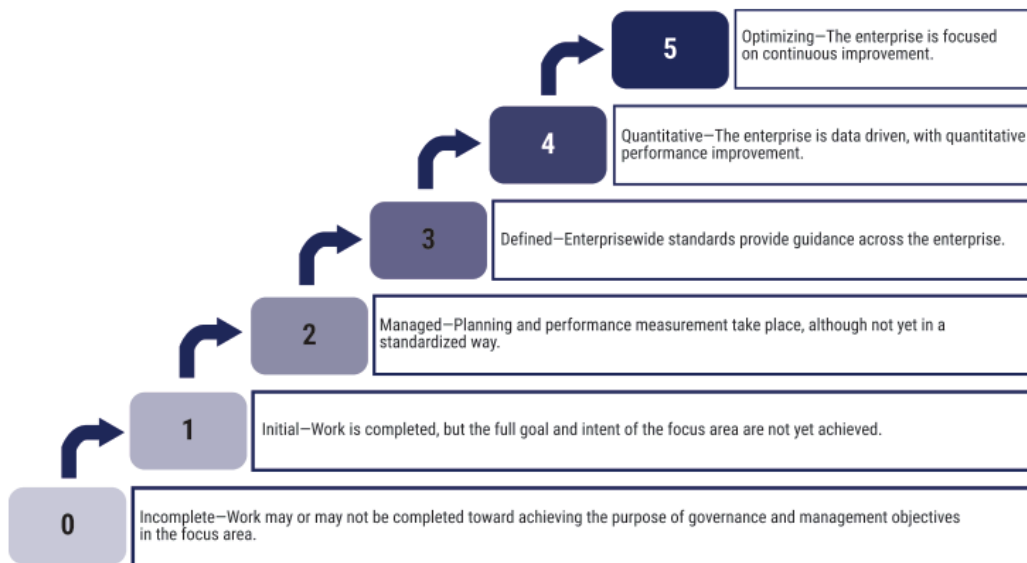 5
Optimizing—The enterprise is focused
on continuous improvement.
4
Quantitative—The enterprise is data driven, with quantitative
performance improvement.
3
Defined—Enterprisewide standards provide guidance across the enterprise.
2
Managed—Planning and performance measurement take place, although not yet in a
standardized way.
1
Initial—Work is completed, but the full goal and intent of the focus area are not yet achieved.
0
Incomplete—Work may or may not be completed toward achieving the purpose of governance and management objectives
in the focus area.